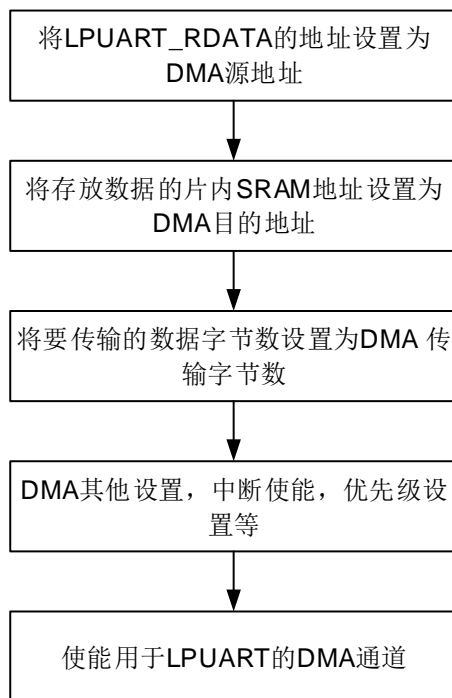 将LPUART_RDATA的地址设置为
DMA源地址
将存放数据的片内SRAM地址设置为
DMA目的地址
将要传输的数据字节数设置为DMA 传
输字节数
DMA其他设置，中断使能，优先级设
置等
使能用于LPUART的DMA通道